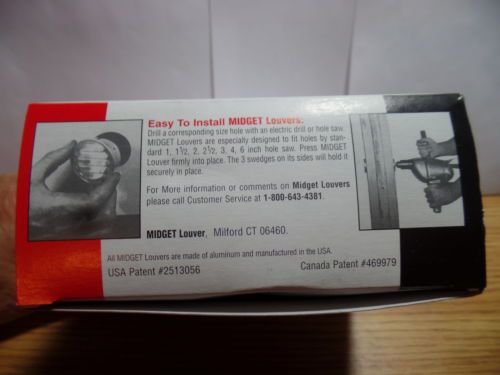 Easy To Install MIDGET Louvers:
Drill a corresponding size hole with an electric drill or hole saw.
MIDGET Louvers are especially designed to fit holes by stan-
dard 1, 1½, 2, 2½, 3, 4, 6 inch hole saw. Press MIDGET
Louver firmly into place. The 3 swedges on its sides will hold it
securely in place.
For More information or comments on Midget Louvers
please call Customer Service at 1-800-643-4381.
MIDGET Louver, Milford CT 06460.
All MIDGET Louvers are made of aluminum and manufactured in the USA.
USA Patent #2513056 Canada Patent #469979